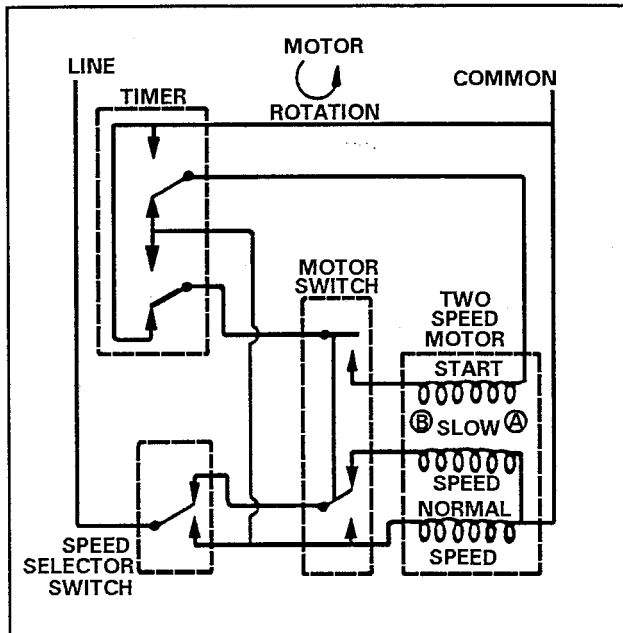 MOTOR
ROTATION
LINE
COMMON
TIMER
MOTOR
SWITCH
TWO
SPEED
MOTOR
START
B SLOW A
SPEED
NORMAL
SPEED
SPEED
SELECTOR
SWITCH